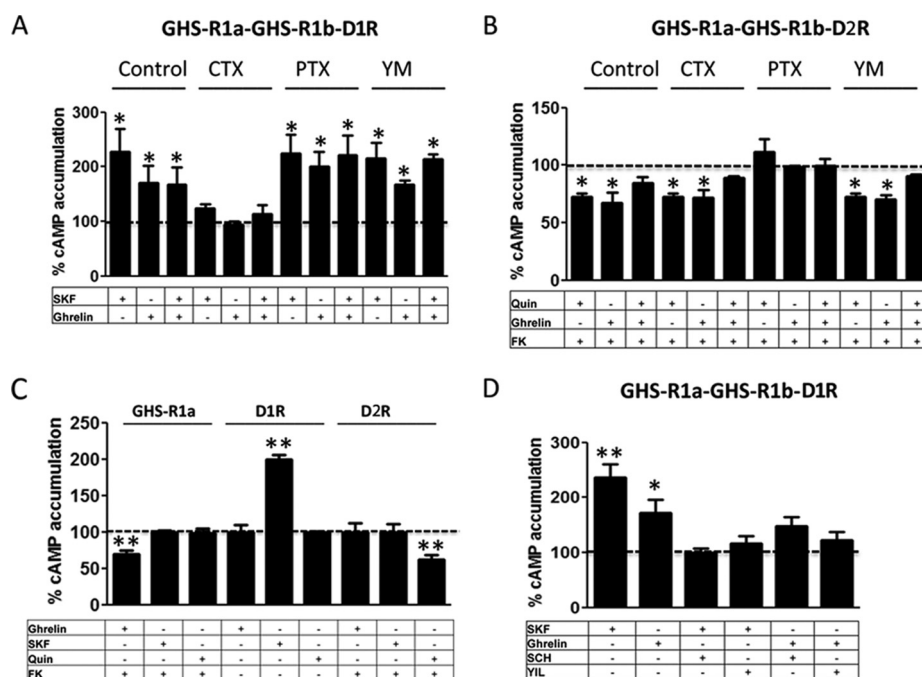 A
GHS-R1a-GHS-R1b-D1R
Control CTX PTX YM
% cAMP accumulation
300
200
100
0
* * * * * * * * *
SKF + - + + - + + - + + - +
Ghrelin - + + - + + - + + - + +
B
GHS-R1a-GHS-R1b-D2R
Control CTX PTX YM
% cAMP accumulation
150
100
50
0
* * * * * *
Quin + - + + - + + - + + - +
Ghrelin - + + - + + - + + - + +
FK + + + + + + + + + + + +
C
GHS-R1a D1R D2R
% cAMP accumulation
250
200
150
100
50
0
** ** **
Ghrelin + - - + - - + - -
SKF - + - - + - - + -
Quin - - + - - + - - +
FK + + + - - - + + +
D
GHS-R1a-GHS-R1b-D1R
% cAMP accumulation
300
200
100
0
** *
SKF + - + + - -
Ghrelin - + - - + +
SCH - - + - + -
YIL - - - + - +